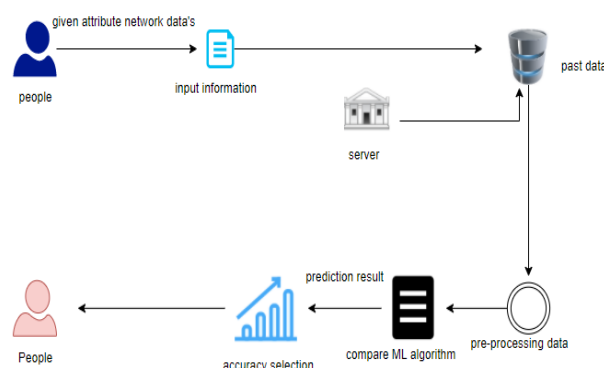 given attribute network data's
people
input information
past data
server
prediction result
People
accuracy selection
compare ML algorithm
pre-processing data